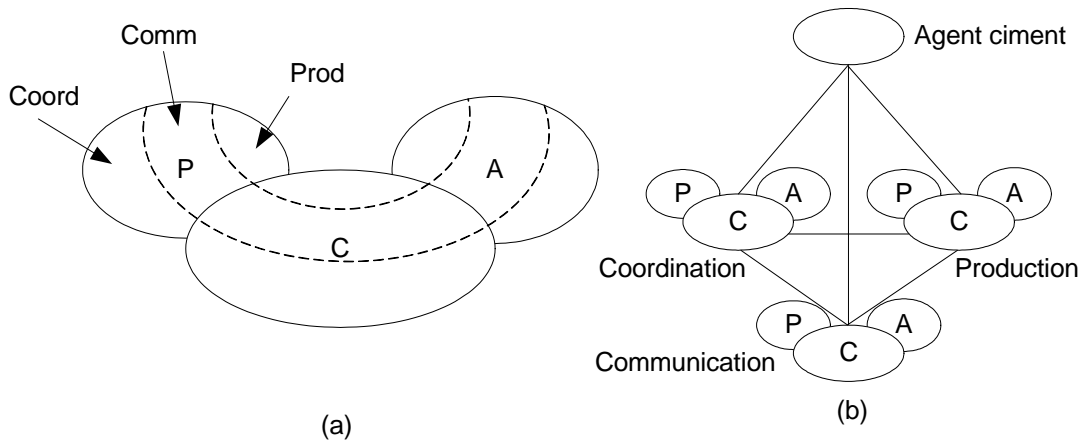 Comm
Prod
Coord
P
A
C
(a)
Agent ciment
P
A
C
Coordination
P
A
C
Production
P
A
C
Communication
(b)